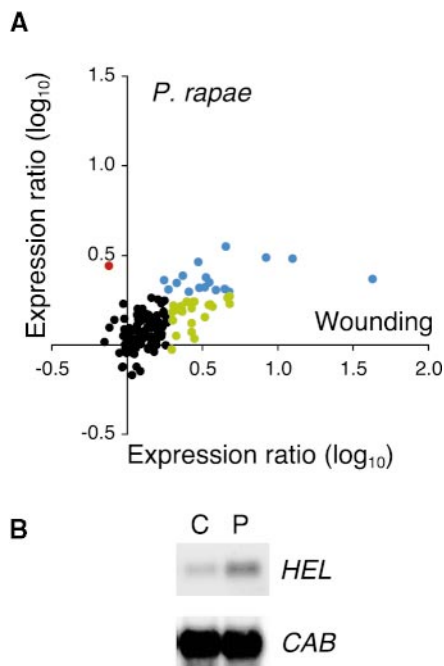 A
1.5
P. rapae
1.0
Expression ratio (log10)
0.5
Wounding
-0.5
0.5
1.0
1.5
2.0
-0.5
Expression ratio (log10)
B
C P
HEL
CAB